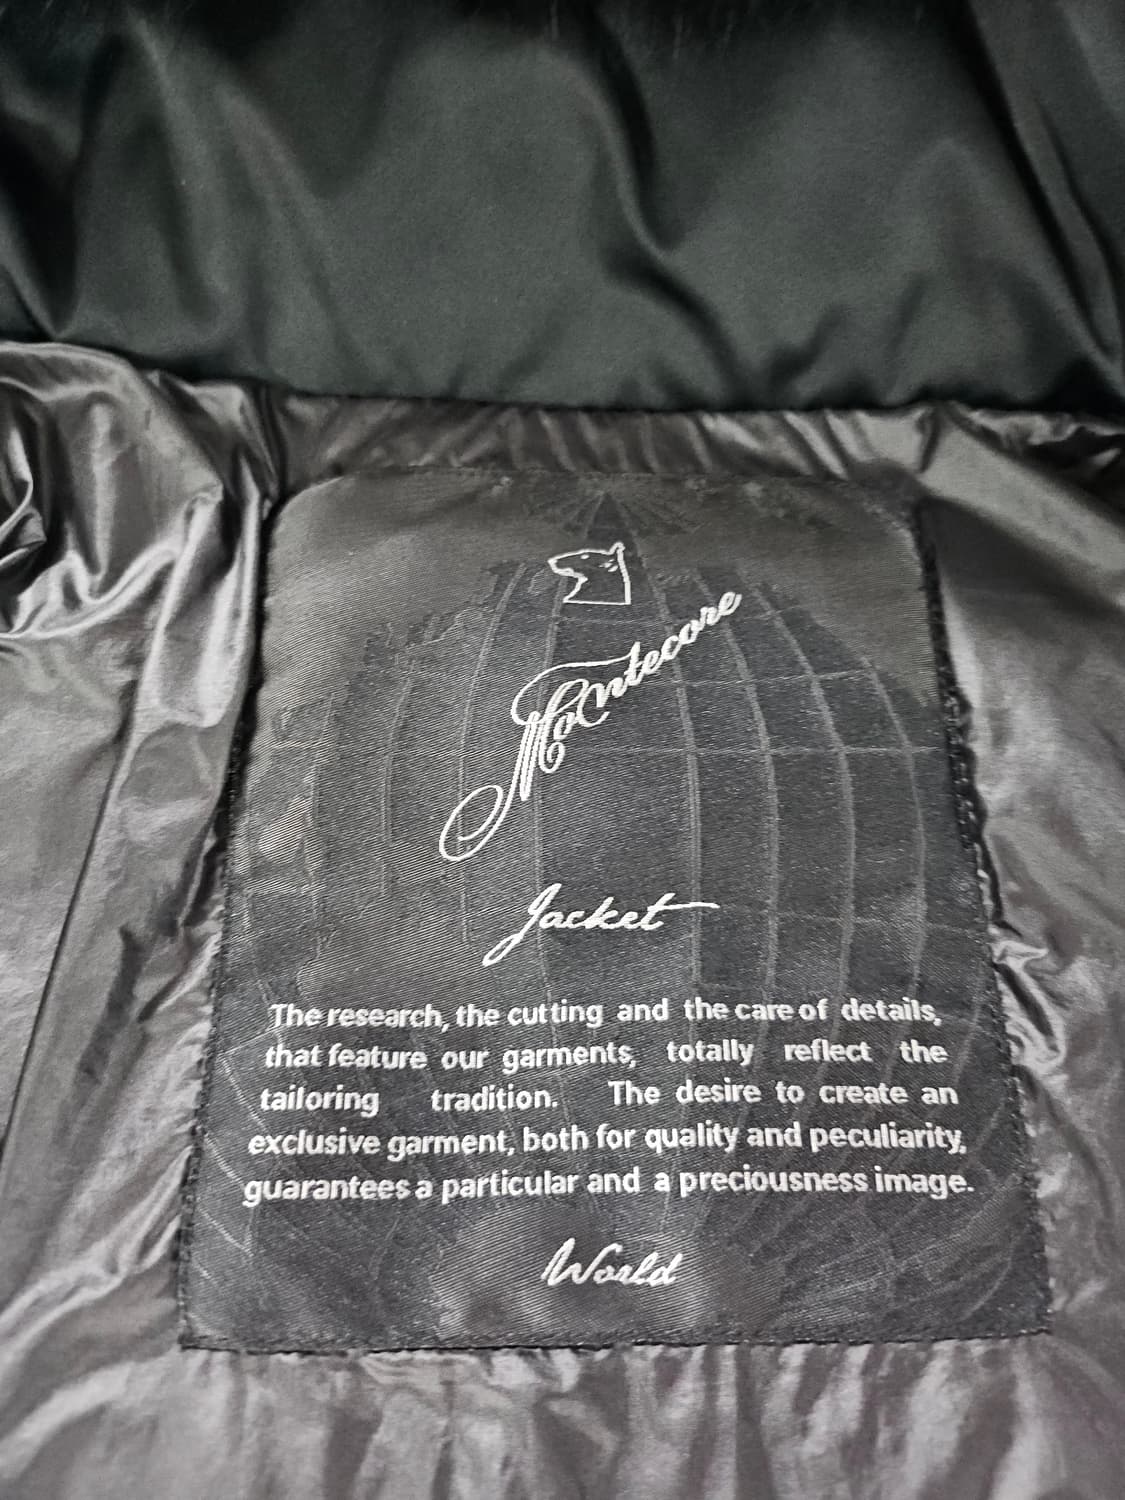 Montecore
Jacket
The research, the cutting and the care of details,
that feature our garments, totally reflect the
tailoring tradition. The desire to create an
exclusive garment, both for quality and peculiarity,
guarantees a particular and a preciousness image.
World